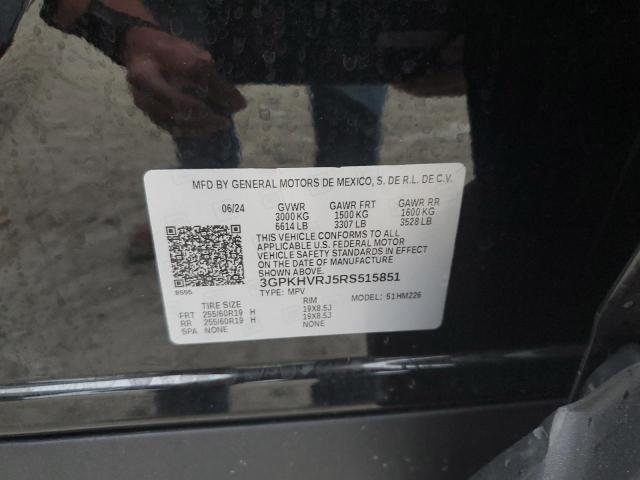 MFD BY GENERAL MOTORS DE MEXICO, S. DE R.L. DE C.V.
06/24 GVWR GAWR FRT GAWR RR
3000 KG 1500 KG 1600 KG
6614 LB 3307 LB 3528 LB
THIS VEHICLE CONFORMS TO ALL
APPLICABLE U.S. FEDERAL MOTOR
VEHICLE SAFETY STANDARDS IN EFFECT
ON THE DATE OF MANUFACTURE
SHOWN ABOVE.
3GPKHVRJ5RS515851
TYPE: MPV MODEL: 51HM226
TIRE SIZE RIM
FRT 255/60R19 H 19X8.5J
RR 255/60R19 H 19X8.5J
SPA NONE NONE